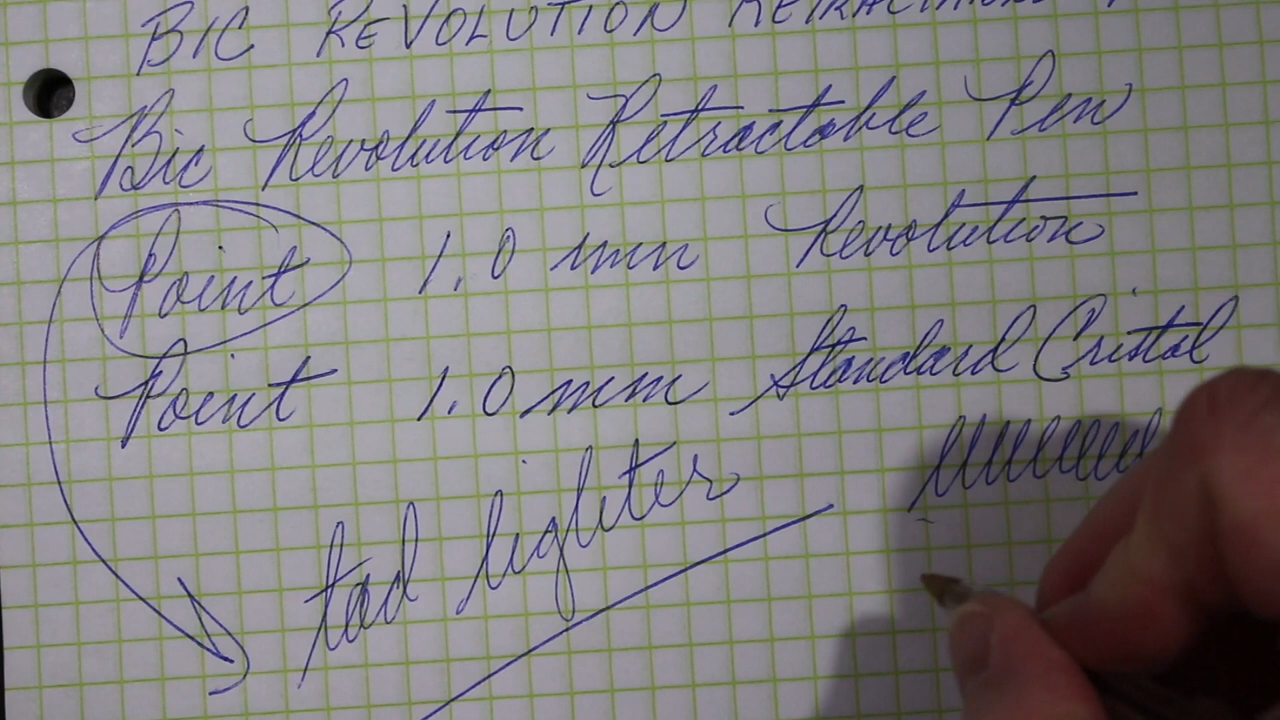 BIC REVOLUTION RETRACTABLE
Bic Revolution Retractable Pen
Point 1.0 mm Revolution
Point 1.0 mm Standard Cristal
tad lighter